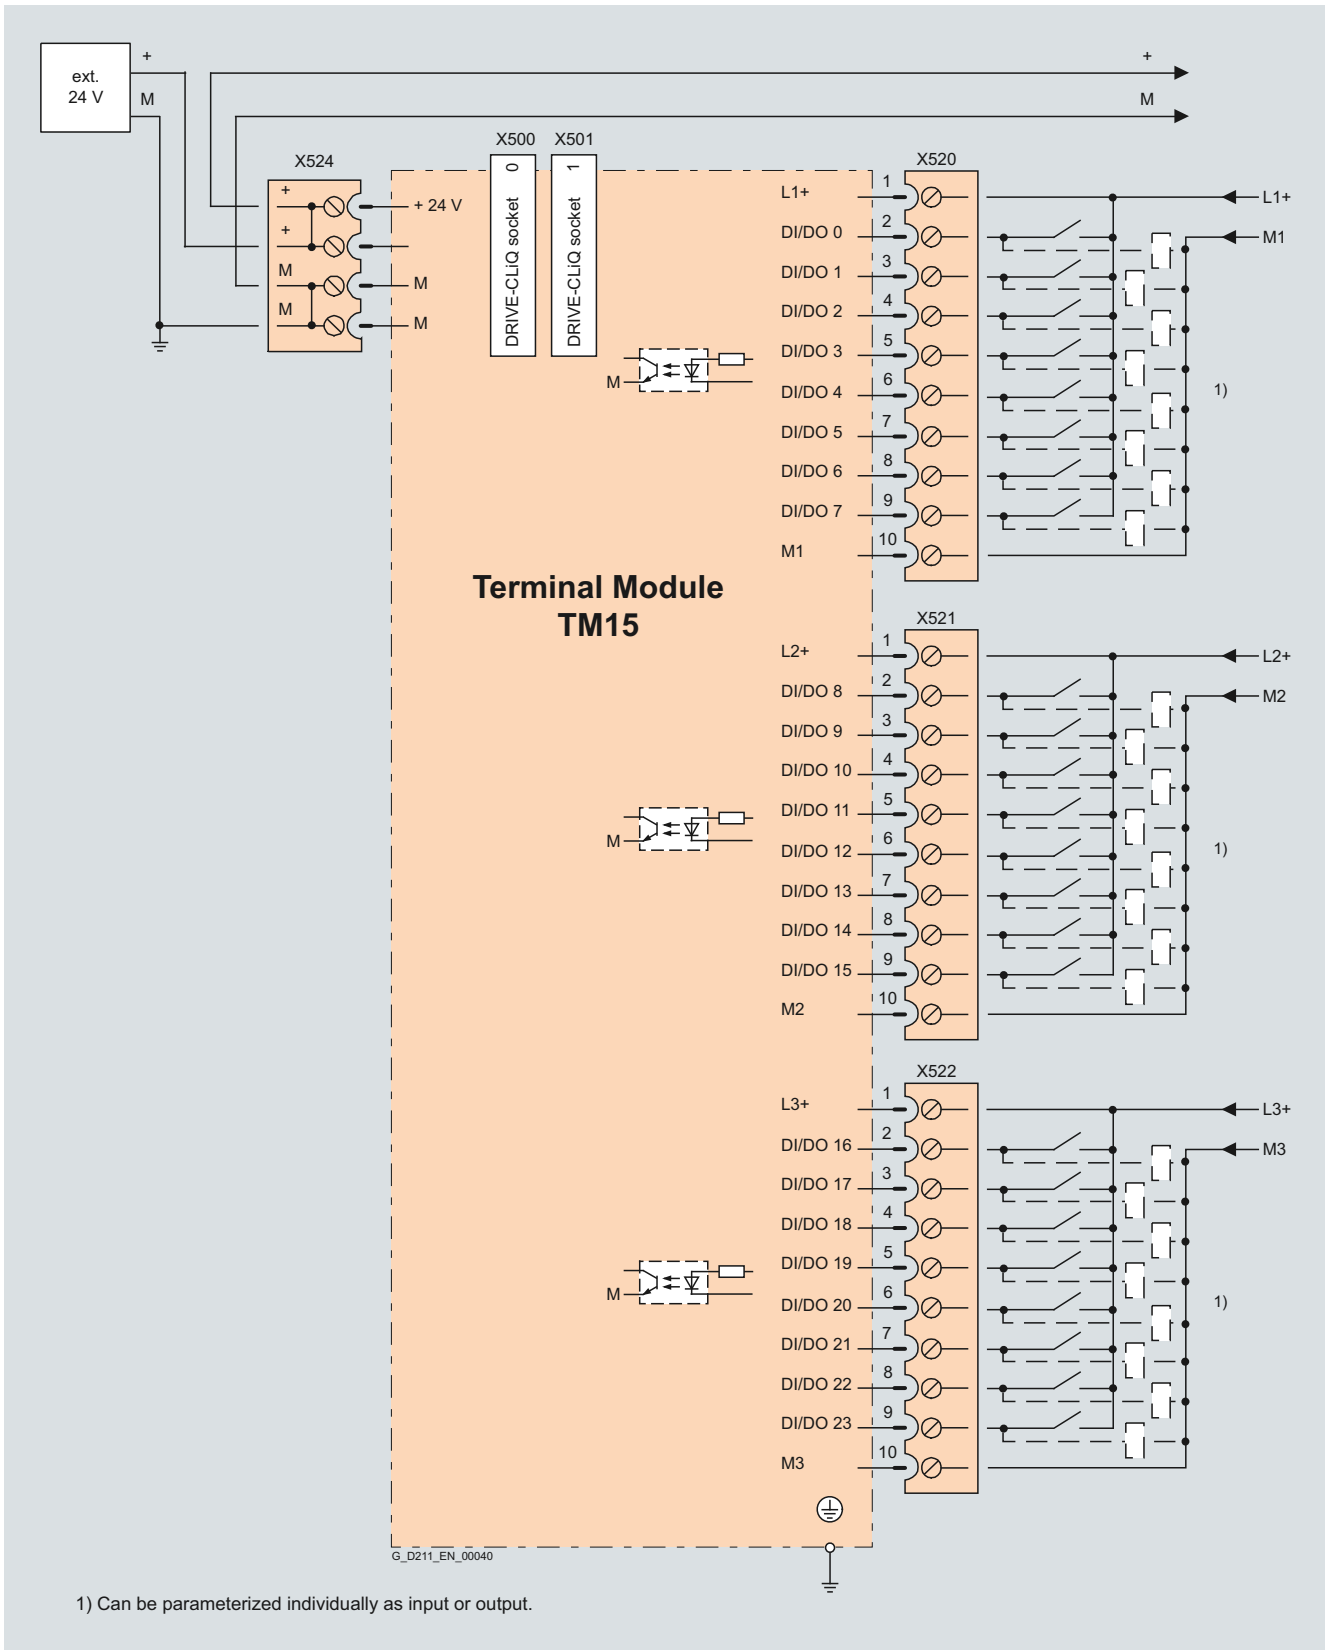 ext.
24 V
+
M
+
M
X524
+
+
M
M
+ 24 V
M
M
X500
X501
DRIVE-CLiQ socket 0
DRIVE-CLiQ socket 1
Terminal Module
TM15
M
M
M
X520
L1+ 1
DI/DO 0 2
DI/DO 1 3
DI/DO 2 4
DI/DO 3 5
DI/DO 4 6
DI/DO 5 7
DI/DO 6 8
DI/DO 7 9
M1 10
L1+
M1
1)
X521
L2+ 1
DI/DO 8 2
DI/DO 9 3
DI/DO 10 4
DI/DO 11 5
DI/DO 12 6
DI/DO 13 7
DI/DO 14 8
DI/DO 15 9
M2 10
L2+
M2
1)
X522
L3+ 1
DI/DO 16 2
DI/DO 17 3
DI/DO 18 4
DI/DO 19 5
DI/DO 20 6
DI/DO 21 7
DI/DO 22 8
DI/DO 23 9
M3 10
L3+
M3
1)
G_D211_EN_00040
1) Can be parameterized individually as input or output.